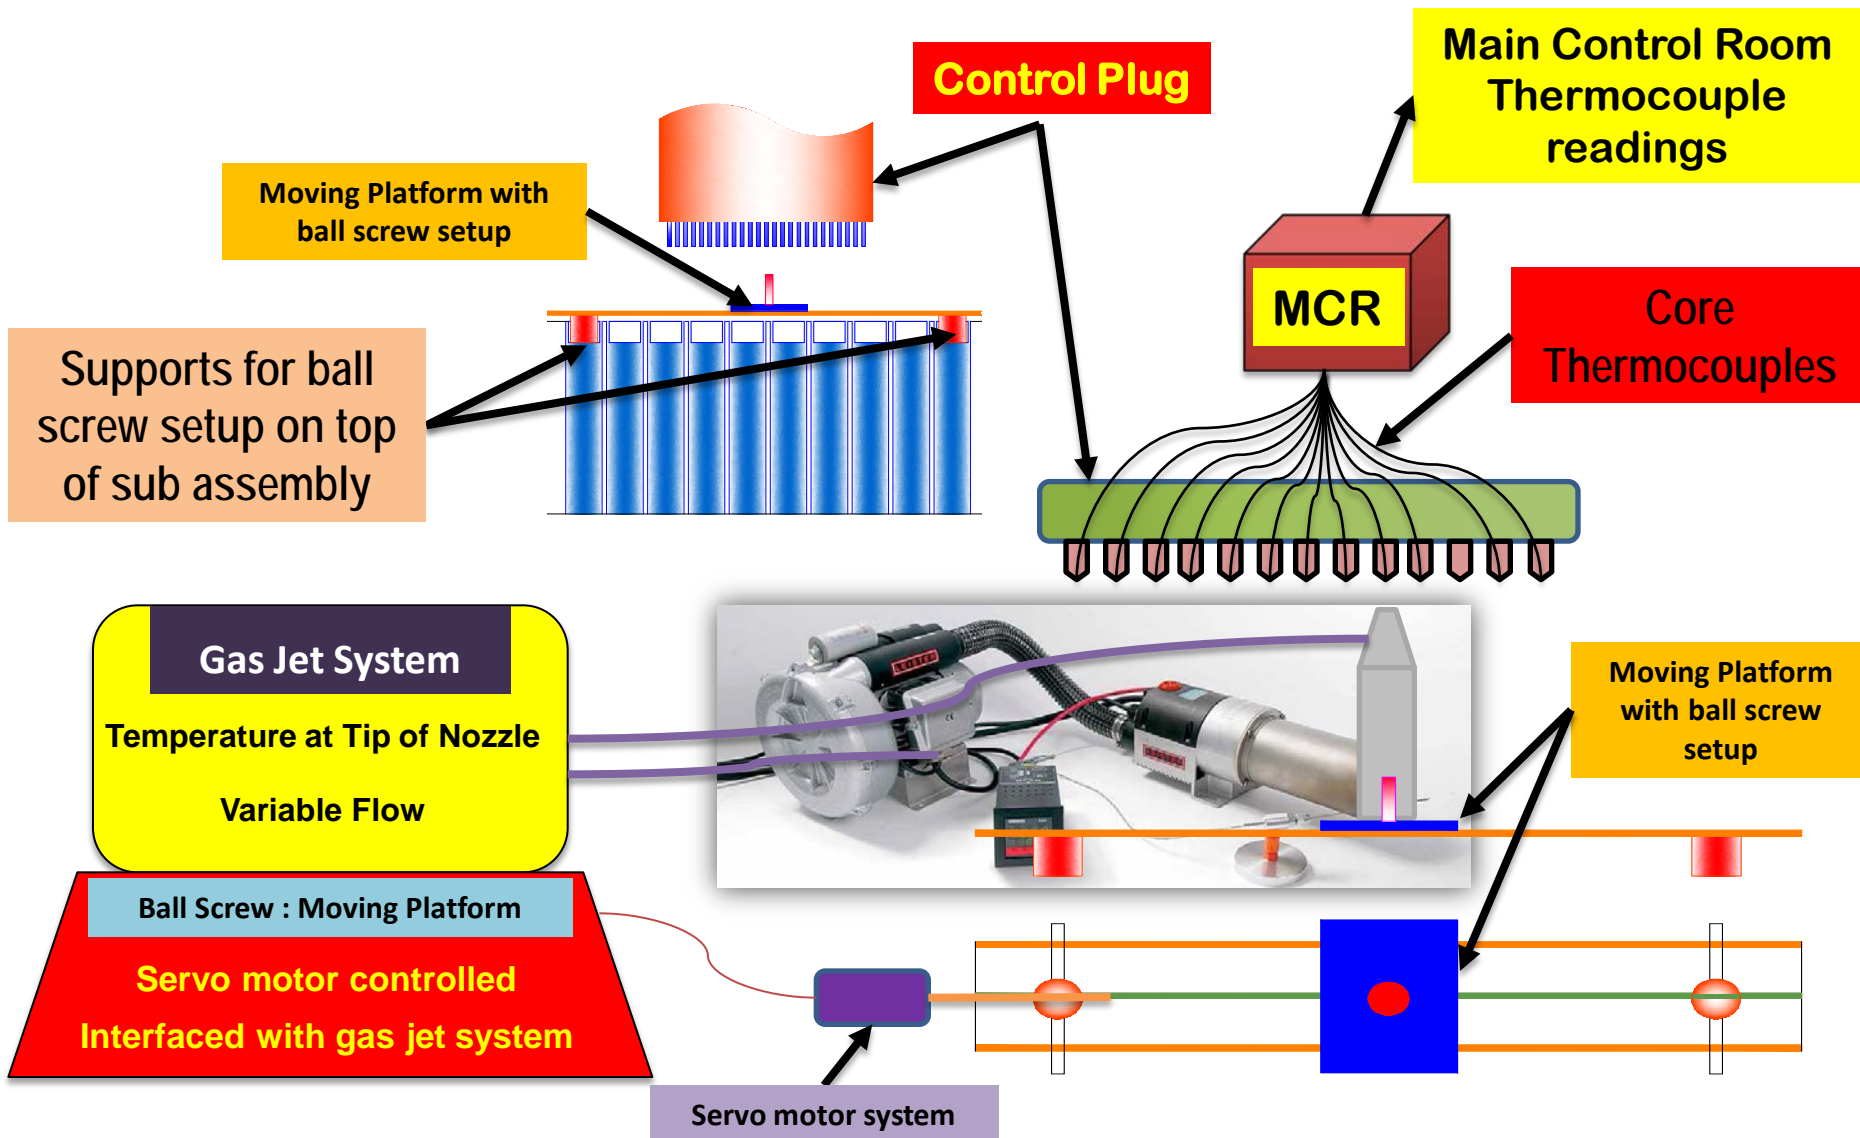 Control Plug
Main Control Room
Thermocouple
readings
Moving Platform with
ball screw setup
MCR
Core
Thermocouples
Supports for ball
screw setup on top
of sub assembly
Gas Jet System
Temperature at Tip of Nozzle
Variable Flow
LEISTER
Moving Platform
with ball screw
setup
Ball Screw : Moving Platform
Servo motor controlled
Interfaced with gas jet system
Servo motor system